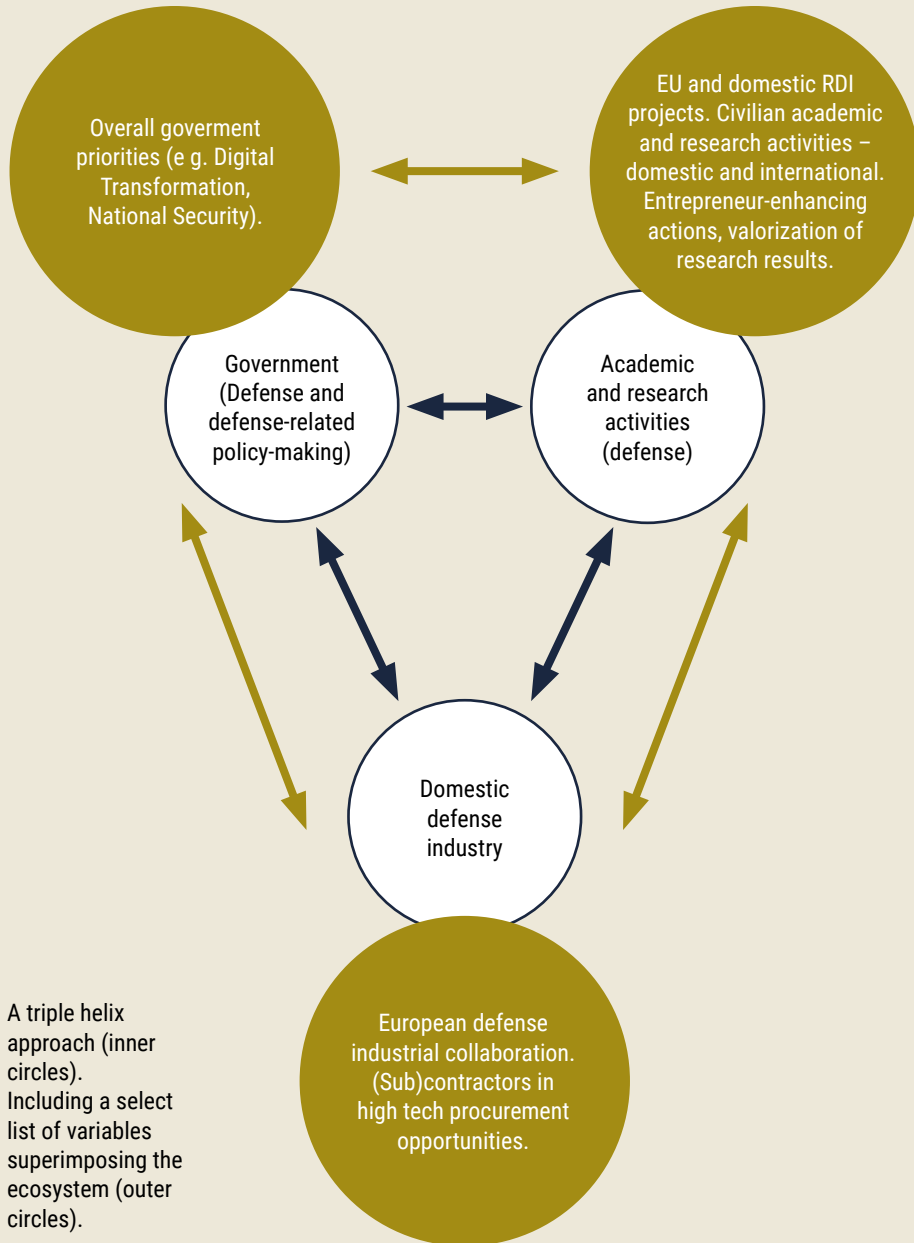 Overall goverment
priorities (e g. Digital
Transformation,
National Security).
EU and domestic RDI
projects. Civilian academic
and research activities –
domestic and international.
Entrepreneur-enhancing
actions, valorization of
research results.
Government
(Defense and
defense-related
policy-making)
Academic
and research
activities
(defense)
Domestic
defense
industry
European defense
industrial collaboration.
(Sub)contractors in
high tech procurement
opportunities.
A triple helix
approach (inner
circles).
Including a select
list of variables
superimposing the
ecosystem (outer
circles).